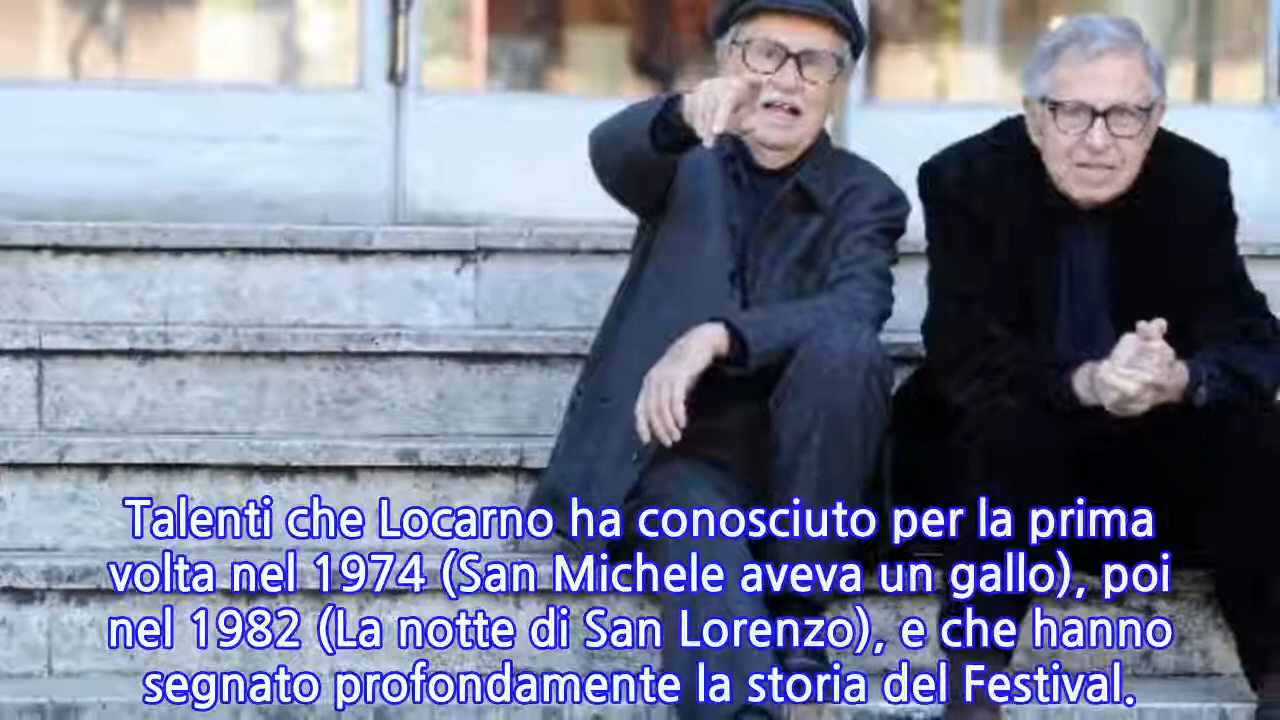 Talenti che Locarno ha conosciuto per la prima
volta nel 1974 (San Michele aveva un gallo), poi
nel 1982 (La notte di San Lorenzo), e che hanno
segnato profondamente la storia del Festival.